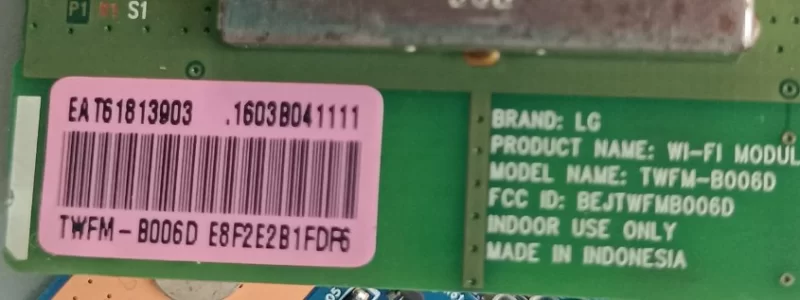 P1 S1
EAT61813903 .1603B041111
TWFM-B006D E8F2E2B1FDF6
BRAND: LG
PRODUCT NAME: WI-FI MODUL
MODEL NAME: TWFM-B006D
FCC ID: BEJTWFMB006D
INDOOR USE ONLY
MADE IN INDONESIA